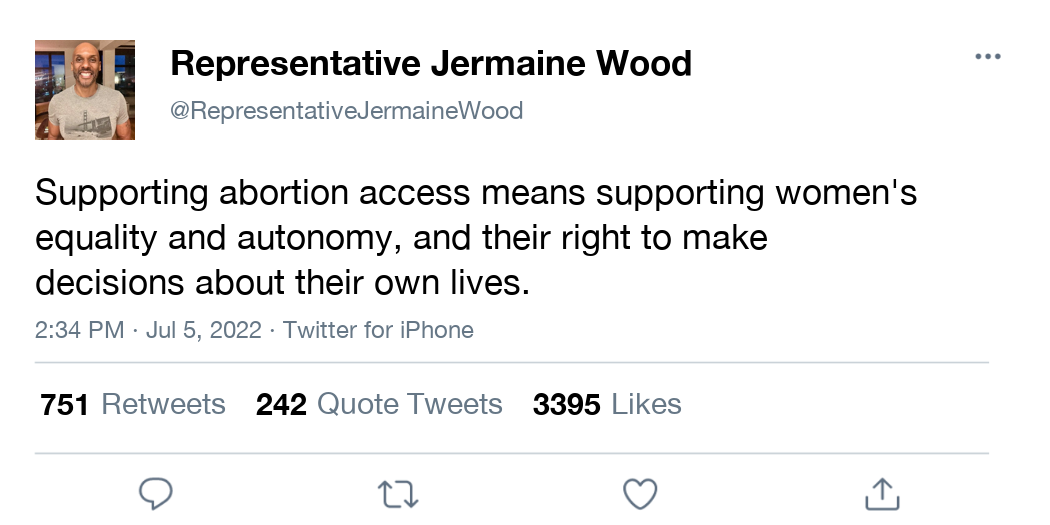 Representative Jermaine Wood
@RepresentativeJermaineWood
Supporting abortion access means supporting women's
equality and autonomy, and their right to make
decisions about their own lives.
2:34 PM · Jul 5, 2022 · Twitter for iPhone
751 Retweets 242 Quote Tweets 3395 Likes